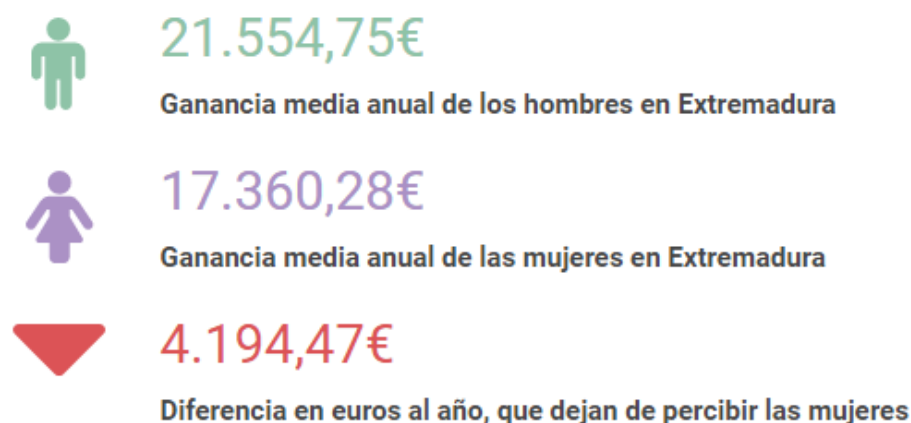 21.554,75€
Ganancia media anual de los hombres en Extremadura
17.360,28€
Ganancia media anual de las mujeres en Extremadura
4.194,47€
Diferencia en euros al año, que dejan de percibir las mujeres